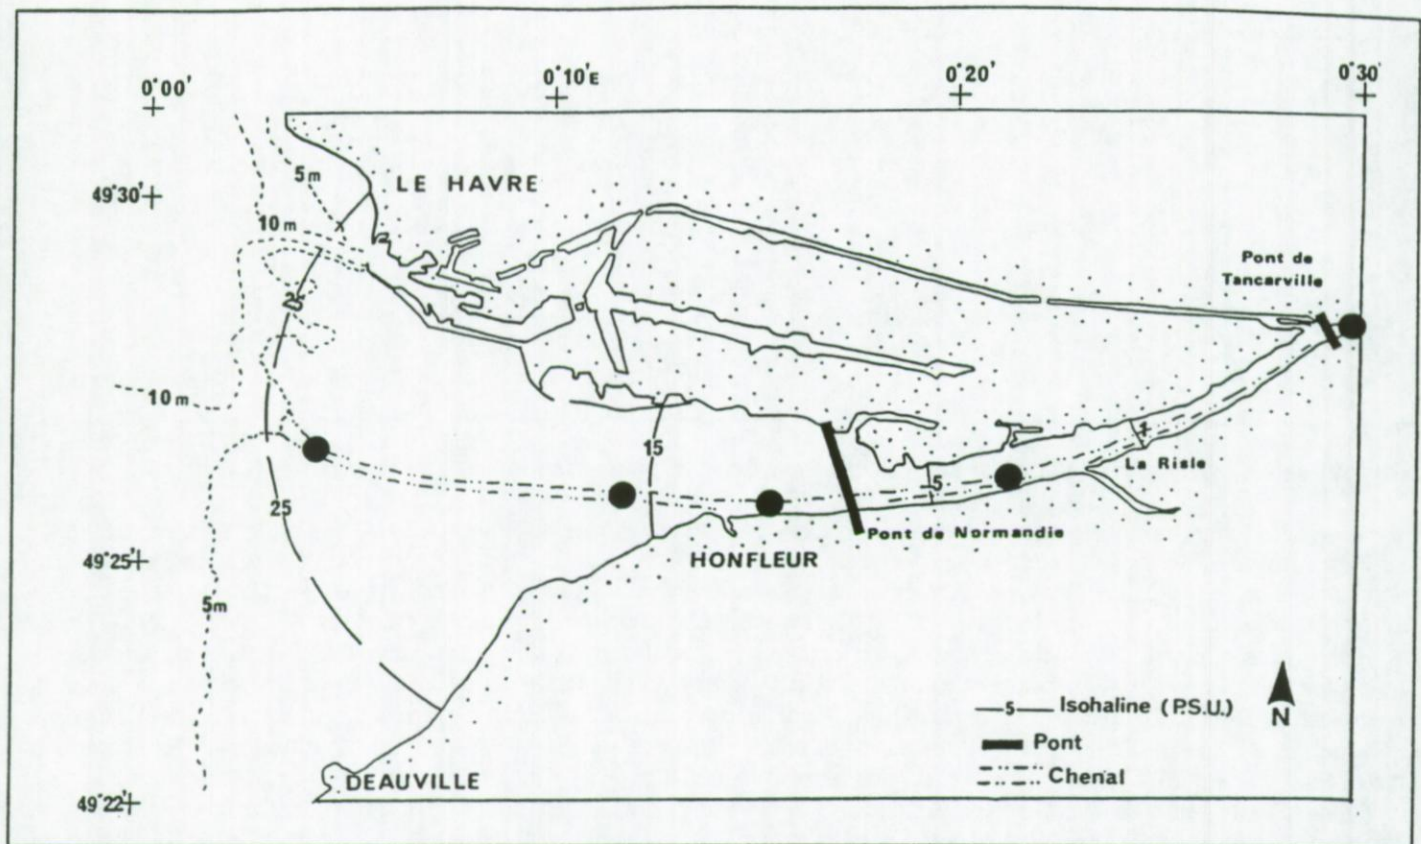 0°00'
0°10'E
0°20'
0°30'
49°30'
5m
LE HAVRE
10 m
Pont de
Tancarville
25
10 m
15
1
La Risle
5
25
Pont de Normandie
49°25'
HONFLEUR
5m
5 Isohaline (P.S.U.)
N
Pont
Chenal
DEAUVILLE
49°22'